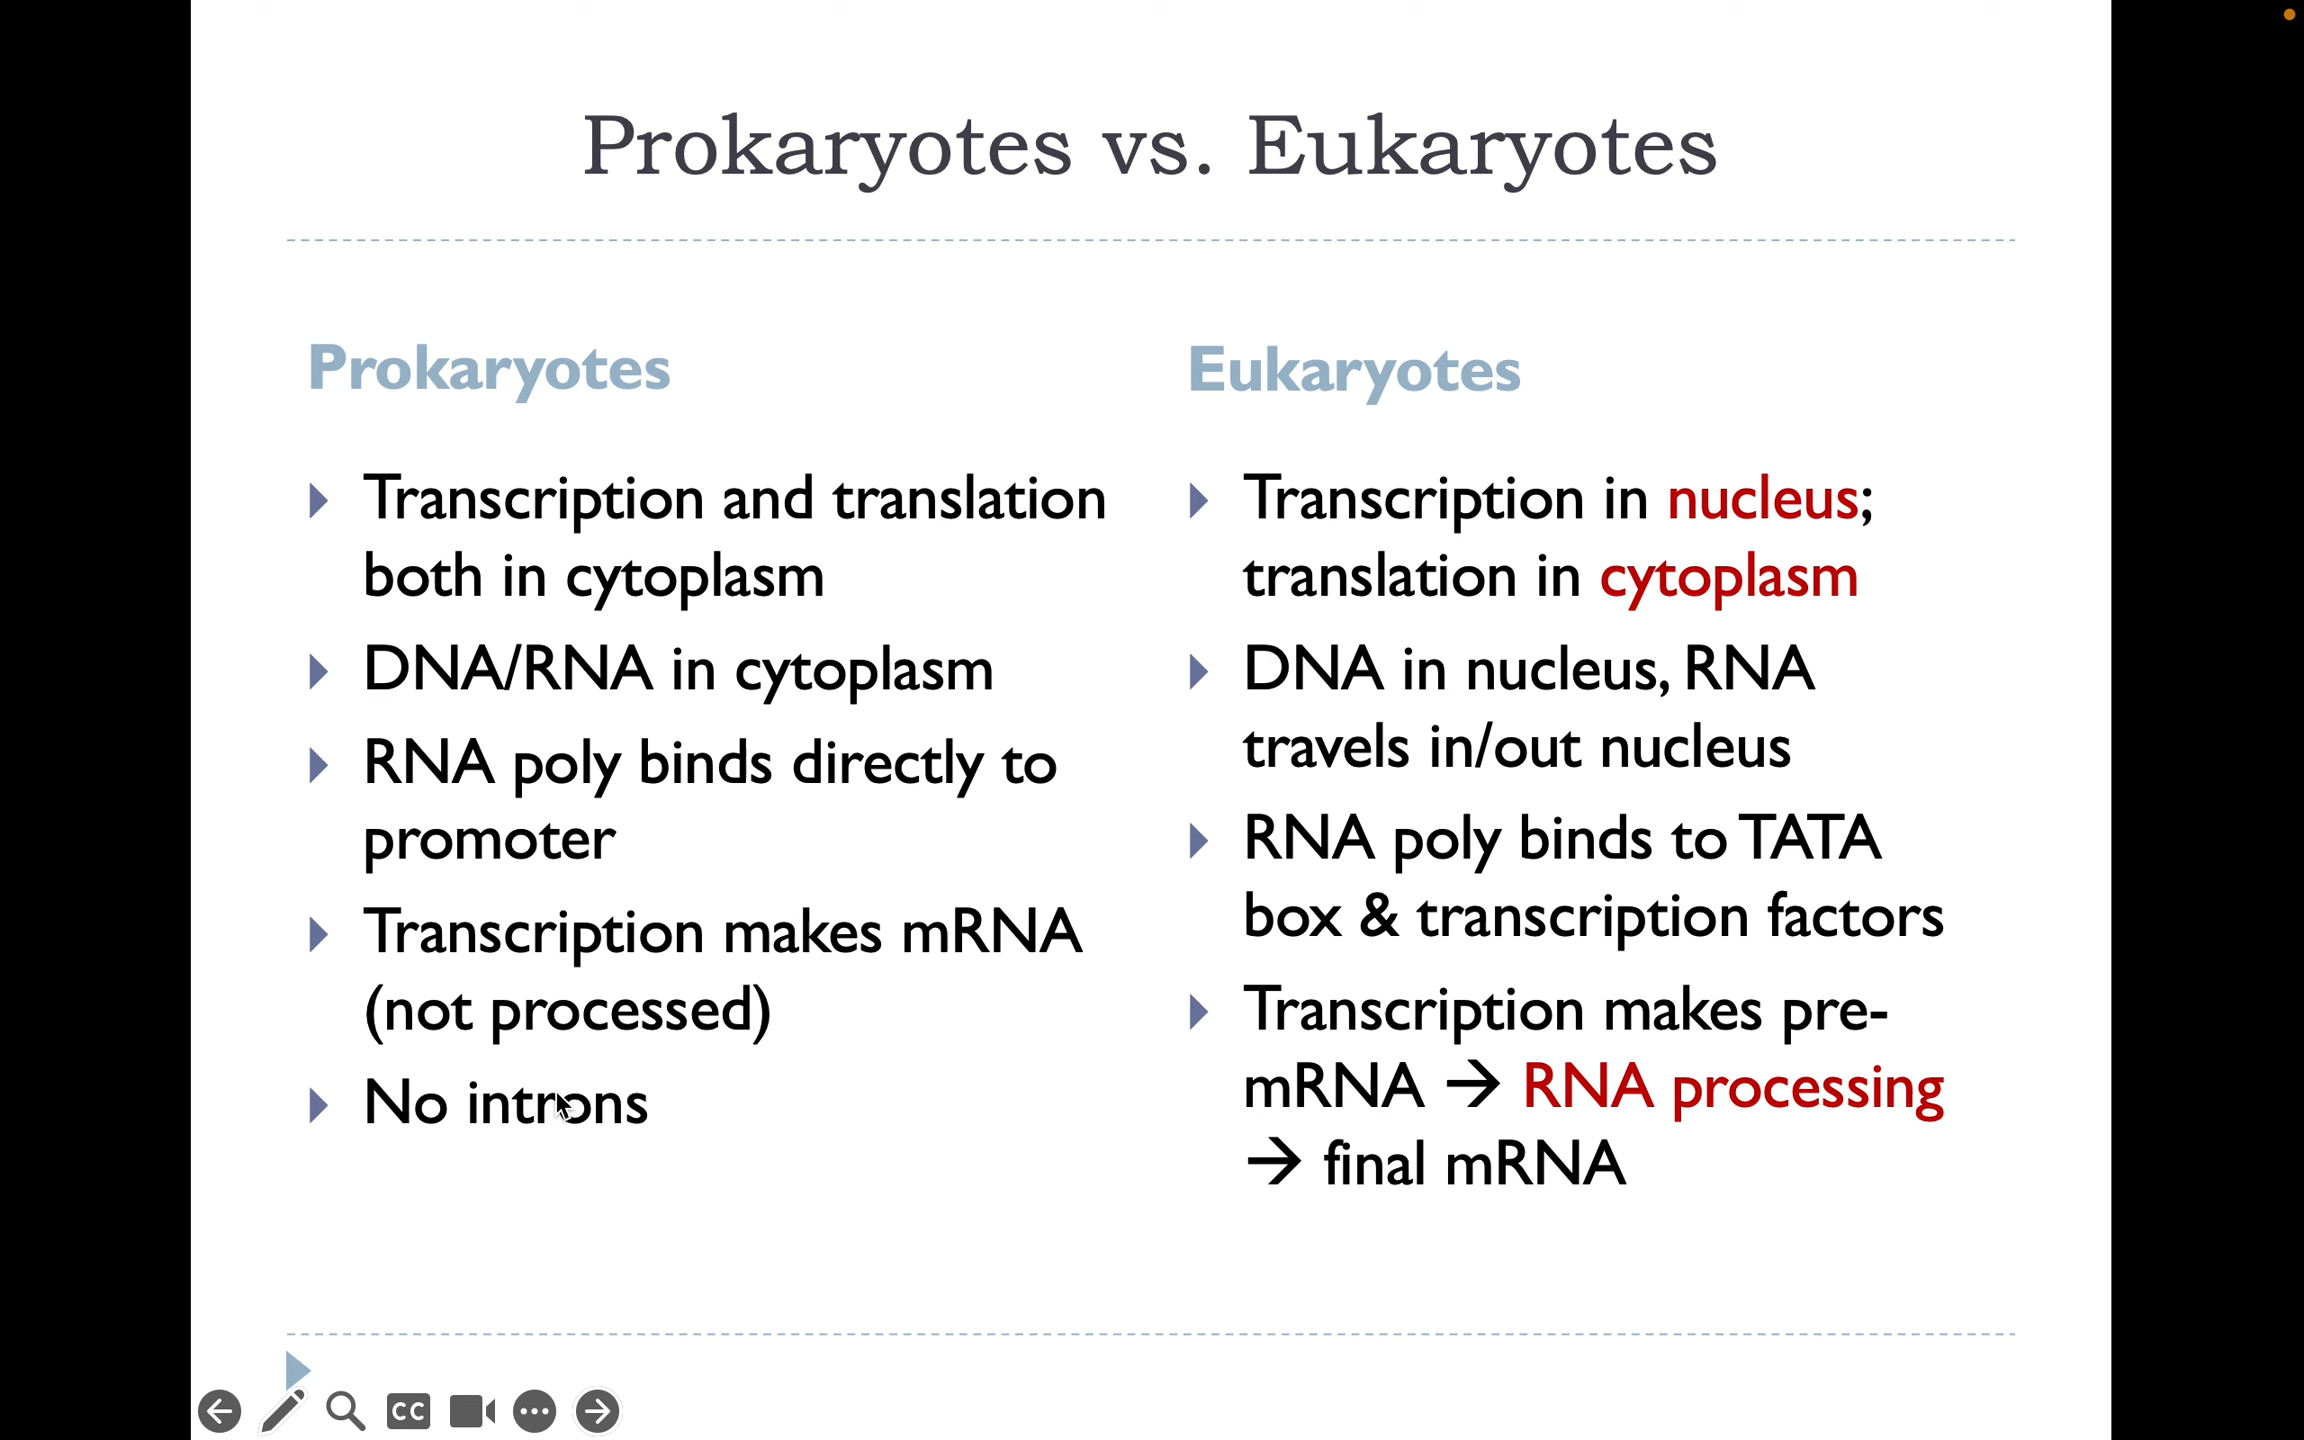 Prokaryotes vs. Eukaryotes
Prokaryotes
Transcription and translation
both in cytoplasm
DNA/RNA in cytoplasm
RNA poly binds directly to
promoter
Transcription makes mRNA
(not processed)
No introns
Eukaryotes
Transcription in nucleus;
translation in cytoplasm
DNA in nucleus, RNA
travels in/out nucleus
RNA poly binds to TATA
box & transcription factors
Transcription makes pre-
mRNA → RNA processing
→ final mRNA
CC